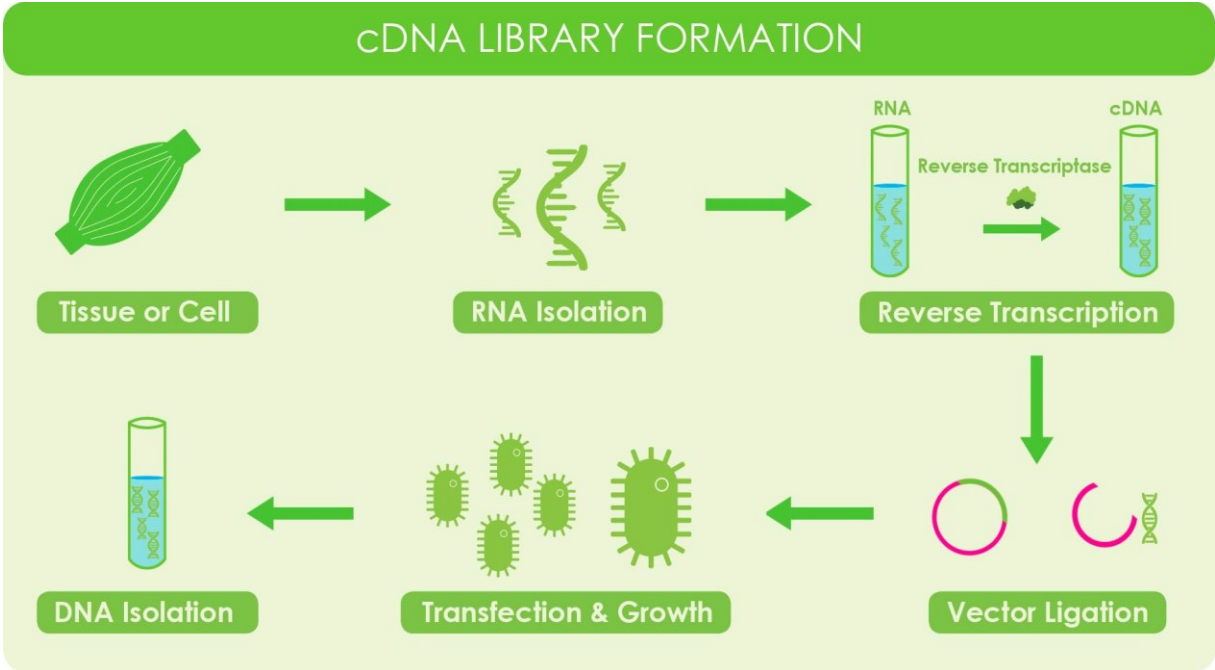 cDNA LIBRARY FORMATION
RNA
cDNA
Reverse Transcriptase
Tissue or Cell
RNA Isolation
Reverse Transcription
DNA Isolation
Transfection & Growth
Vector Ligation